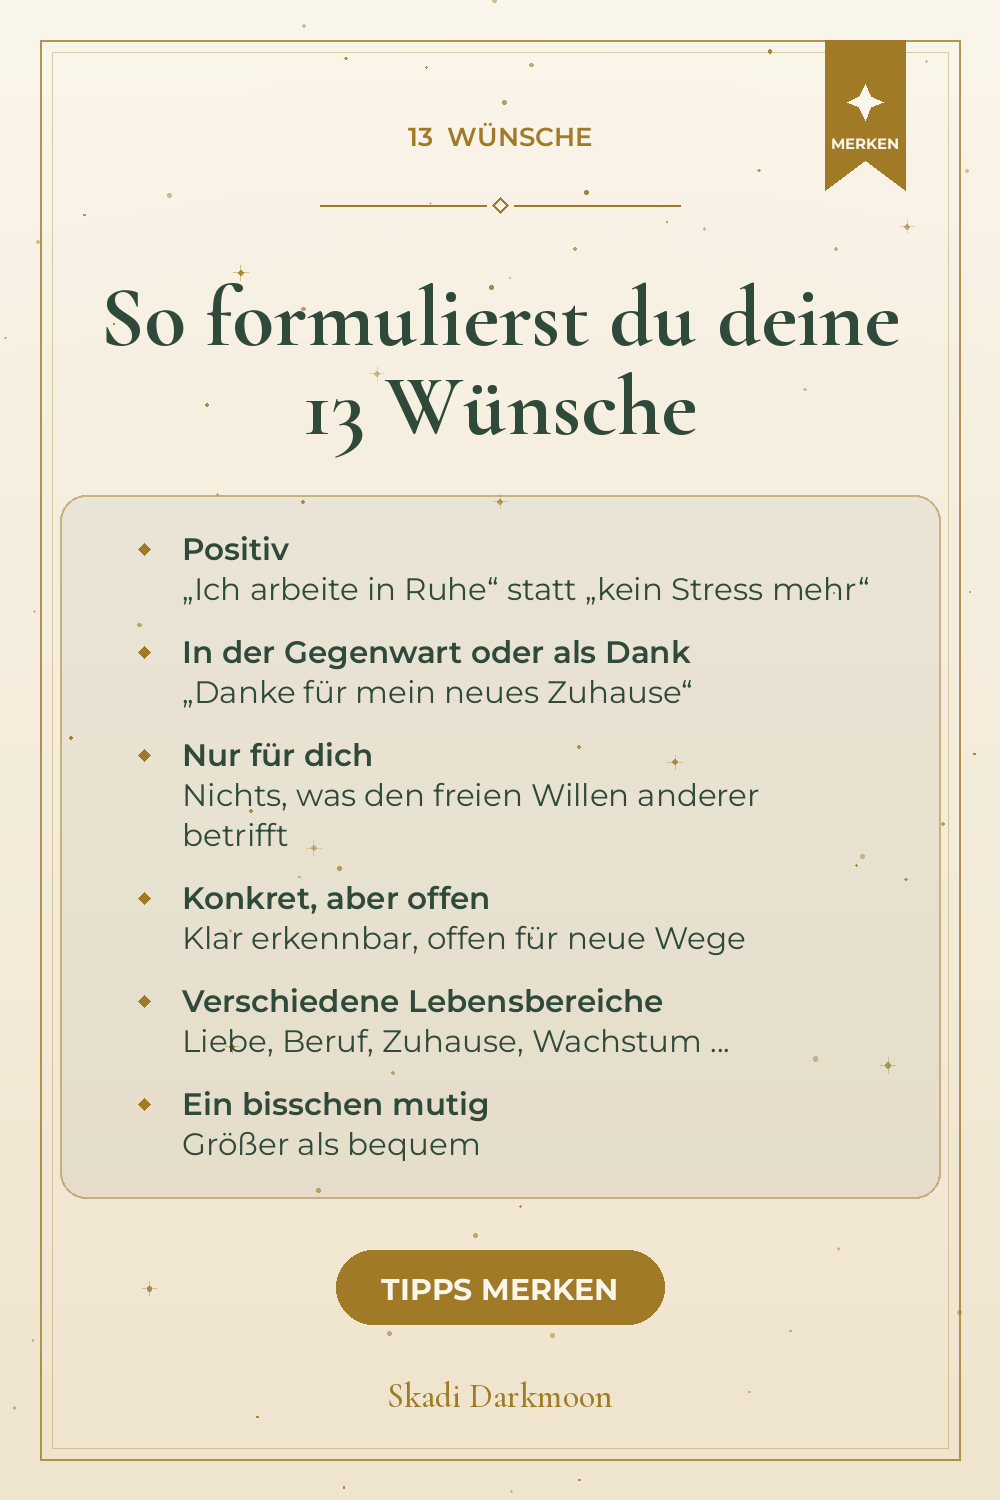 13 WÜNSCHE
MERKEN
So formulierst du deine
13 Wünsche
Positiv
„Ich arbeite in Ruhe“ statt „kein Stress mehr“
In der Gegenwart oder als Dank
„Danke für mein neues Zuhause“
Nur für dich
Nichts, was den freien Willen anderer
betrifft
Konkret, aber offen
Klar erkennbar, offen für neue Wege
Verschiedene Lebensbereiche
Liebe, Beruf, Zuhause, Wachstum ...
Ein bisschen mutig
Größer als bequem
TIPPS MERKEN
Skadi Darkmoon